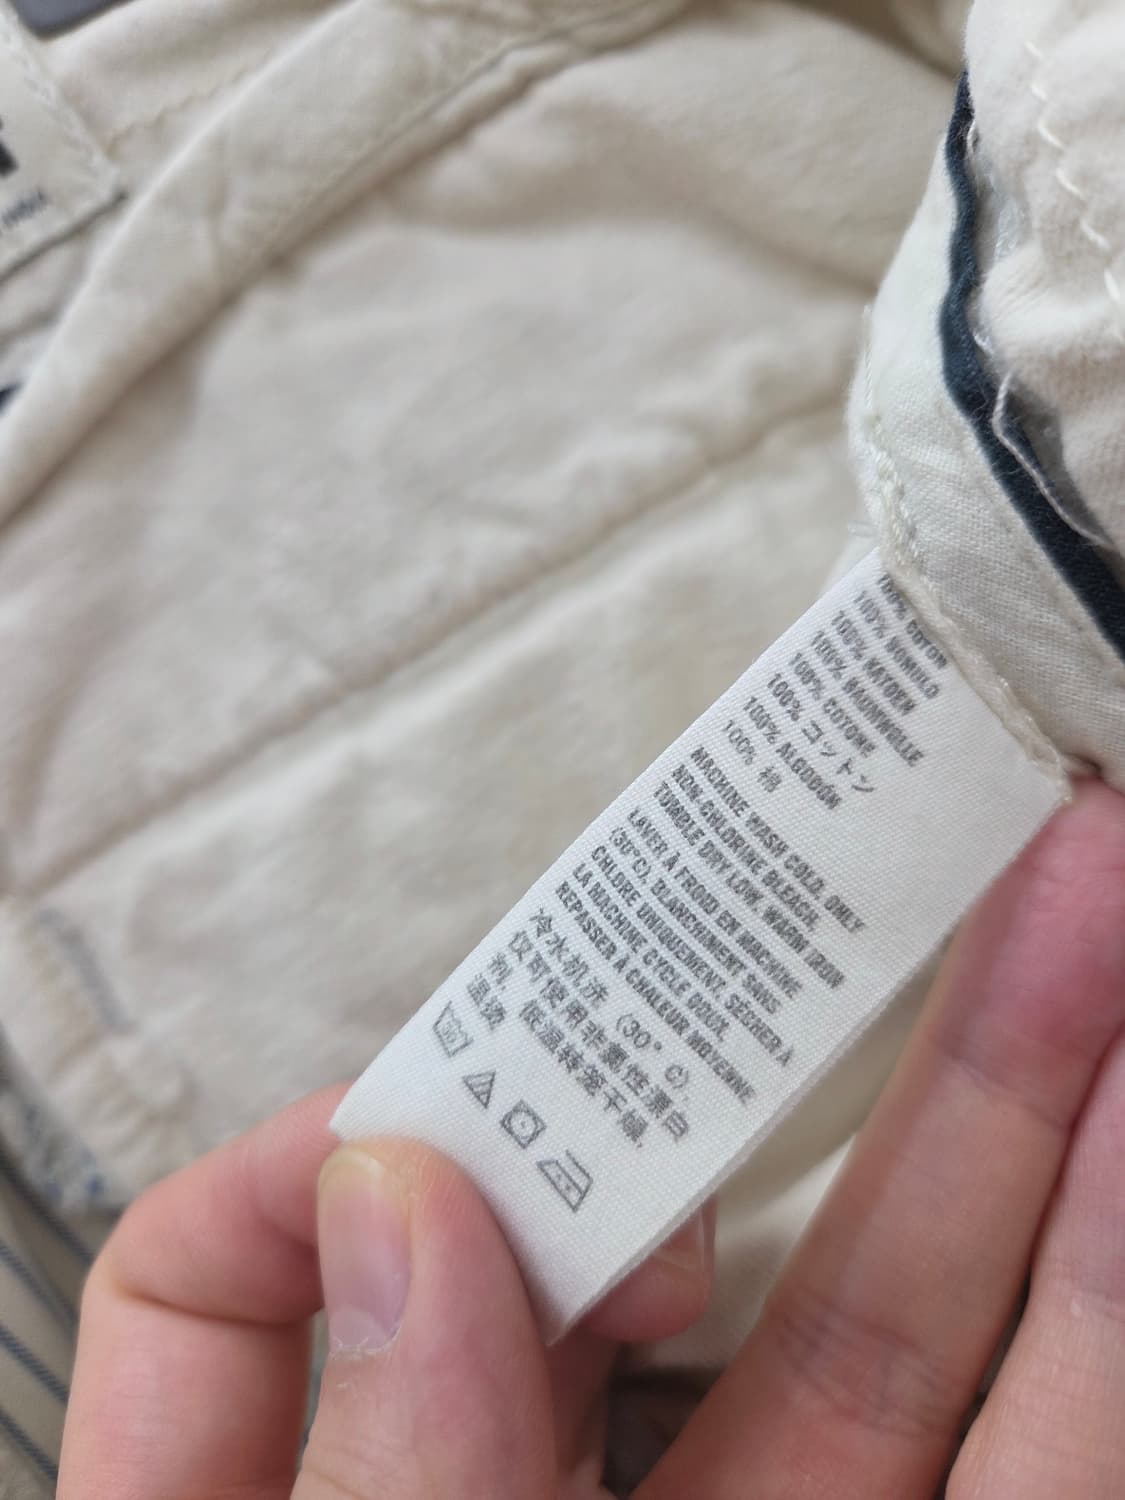 100% COTON
100% BOMULD
100% KATOEN
100% BAUMWOLLE
100% COTONE
100% コットン
100% ALGODÓN
100% 棉
MACHINE WASH COLD. ONLY
NON-CHLORINE BLEACH.
TUMBLE DRY LOW. WARM IRON
LAVER À FROID EN MACHINE
(30°C). BLANCHIMENT SANS
CHLORE UNIQUEMENT. SÉCHER À
LA MACHINE CYCLE DOUX.
REPASSER À CHALEUR MOYENNE
冷水机洗 (30° C).
仅可使用非氯性漂白
剂. 低温转笼干燥.
温烫
30